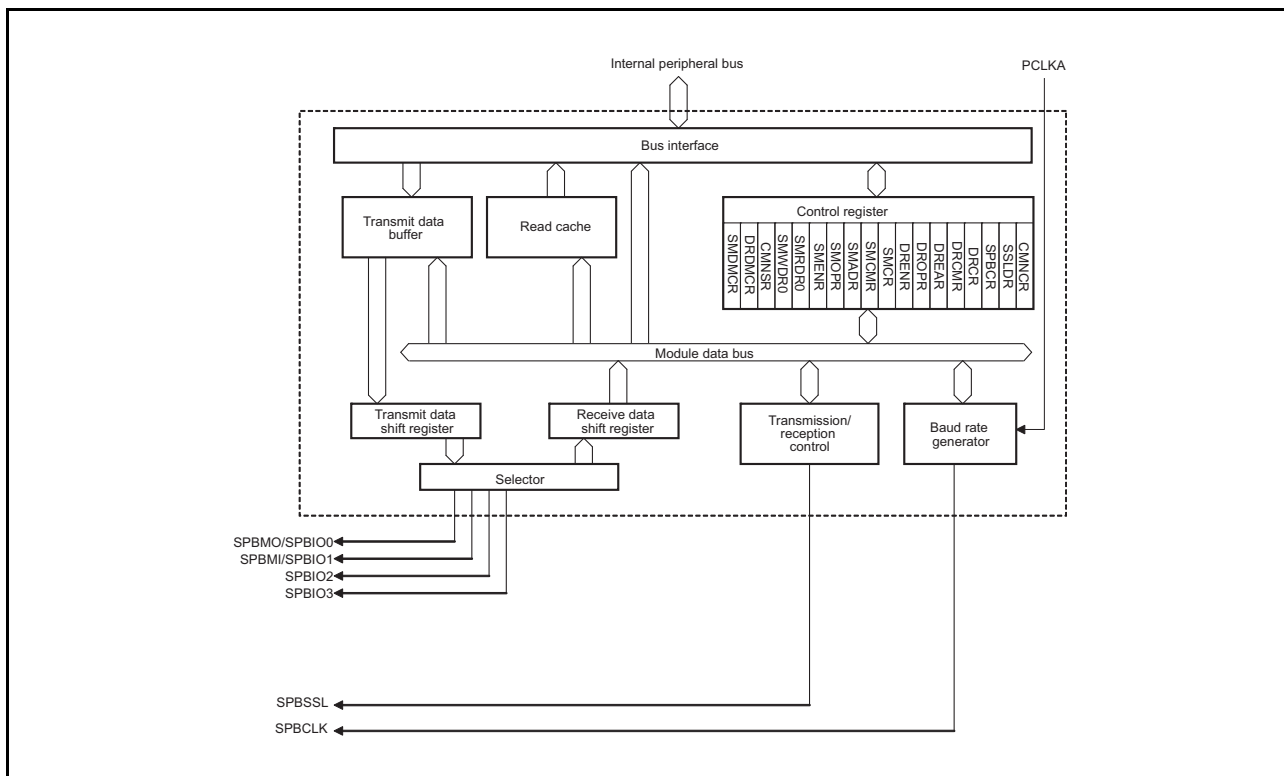 Internal peripheral bus
PCLKA
Bus interface
Transmit data
buffer
Read cache
Control register
SMDMCR
DRDMCR
CMNSR
SMWDR0
SMRDR0
SMENR
SMOPR
SMADR
SMCMR
SMCR
DRENR
DROPR
DREAR
DRCMR
DRCR
SPBCR
SSLDR
CMNCR
Module data bus
Transmit data
shift register
Receive data
shift register
Transmission/
reception
control
Baud rate
generator
Selector
SPBMO/SPBIO0
SPBMI/SPBIO1
SPBIO2
SPBIO3
SPBSSL
SPBCLK